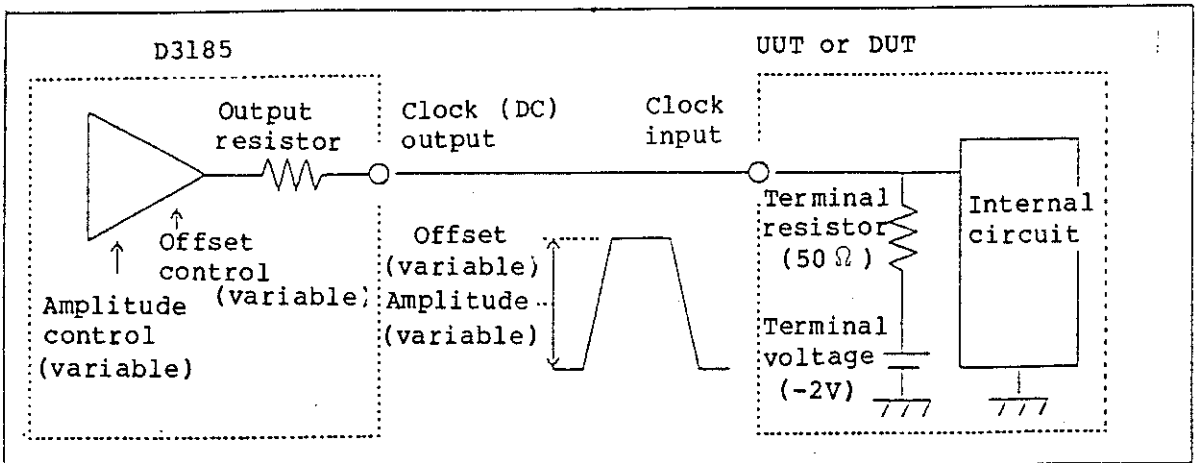 D3185
UUT or DUT
Output
resistor
Clock (DC)
output
Clock
input
Offset
control
(variable)
Amplitude
control
(variable)
Offset
(variable)
Amplitude
(variable)
Terminal
resistor
(50Ω)
Internal
circuit
Terminal
voltage
(-2V)